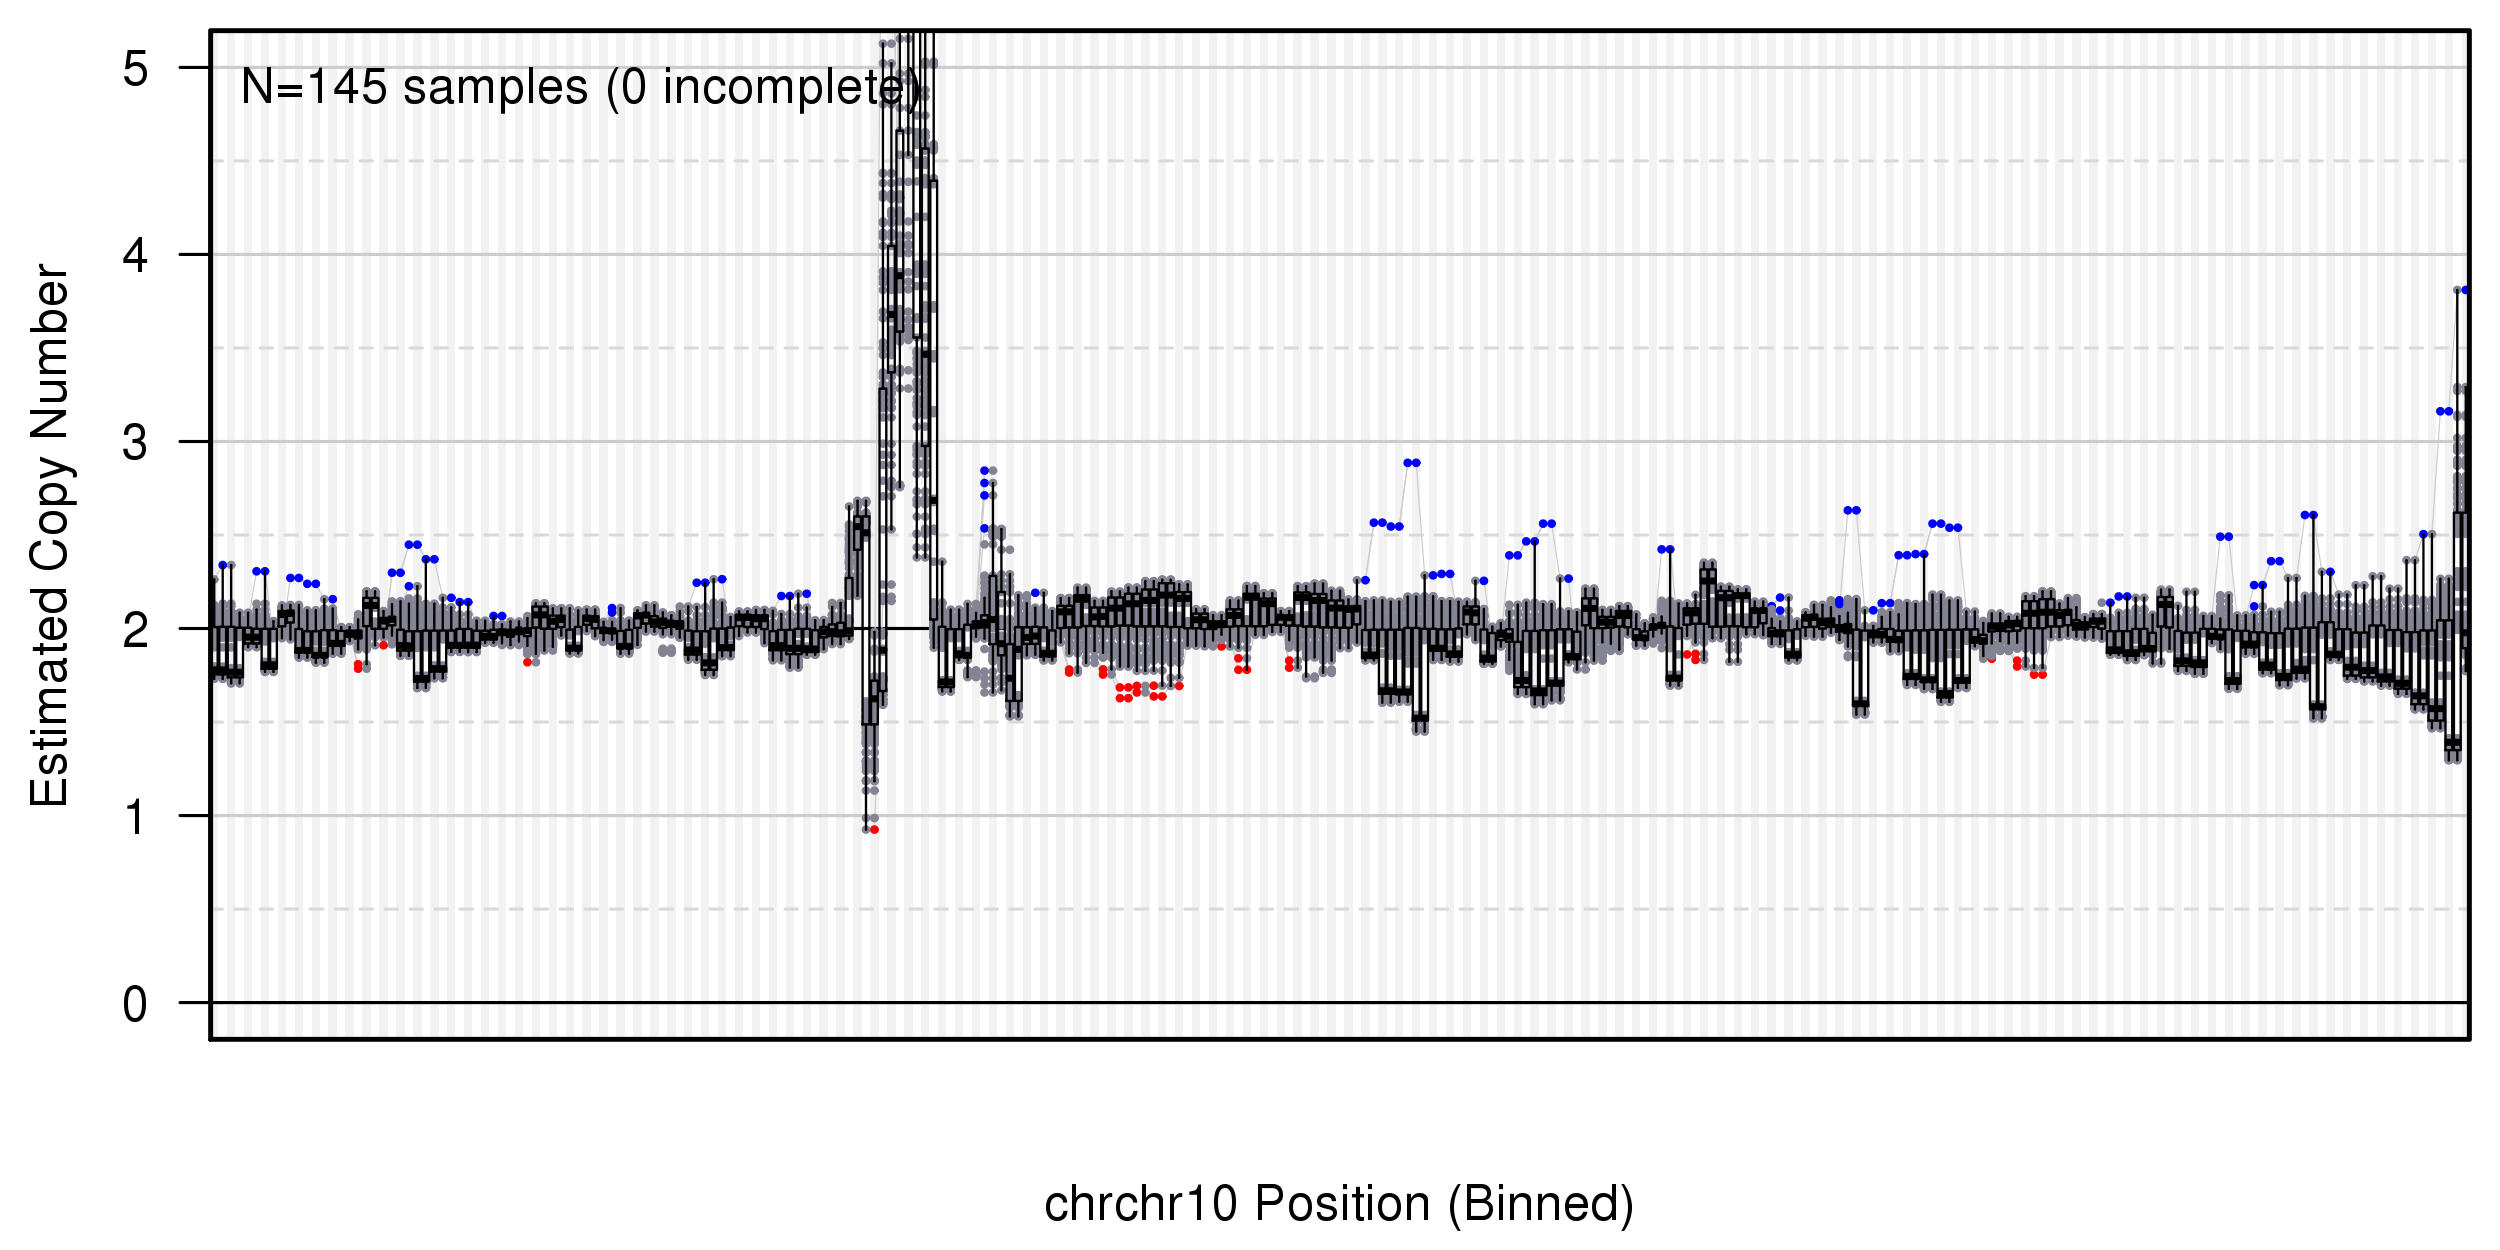 N=145 samples (0 incomplete)
5
4
3
2
1
0
Estimated Copy Number
chrchr10 Position (Binned)